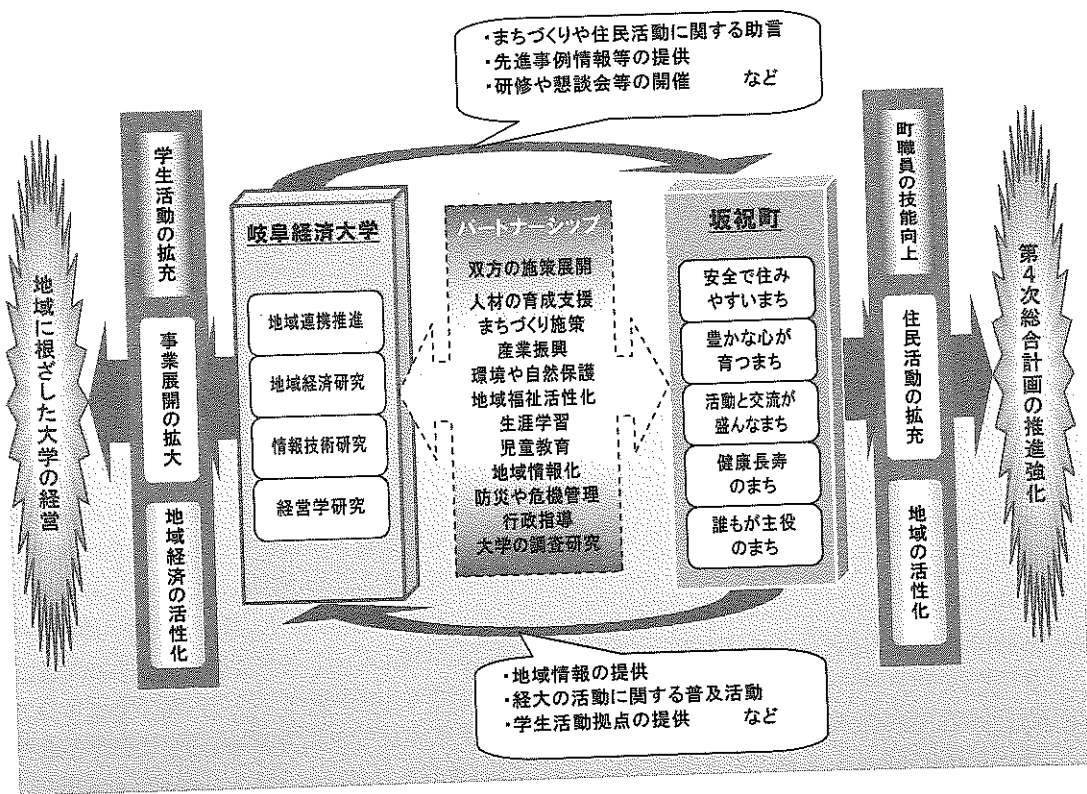 ・まちづくりや住民活動に関する助言
・先進事例情報等の提供
・研修や懇談会等の開催　　など
地域に根ざした大学の経営
学生活動の拡充
事業展開の拡大
地域経済の活性化
岐阜経済大学
地域連携推進
地域経済研究
情報技術研究
経営学研究
パートナーシップ
双方の施策展開
人材の育成支援
まちづくり施策
産業振興
環境や自然保護
地域福祉活性化
生涯学習
児童教育
地域情報化
防災や危機管理
行政指導
大学の調査研究
坂祝町
安全で住み
やすいまち
豊かな心が
育つまち
活動と交流が
盛んなまち
健康長寿
のまち
誰もが主役
のまち
町職員の技能向上
住民活動の拡充
地域の活性化
第4次総合計画の推進強化
・地域情報の提供
・経大の活動に関する普及活動
・学生活動拠点の提供　　など